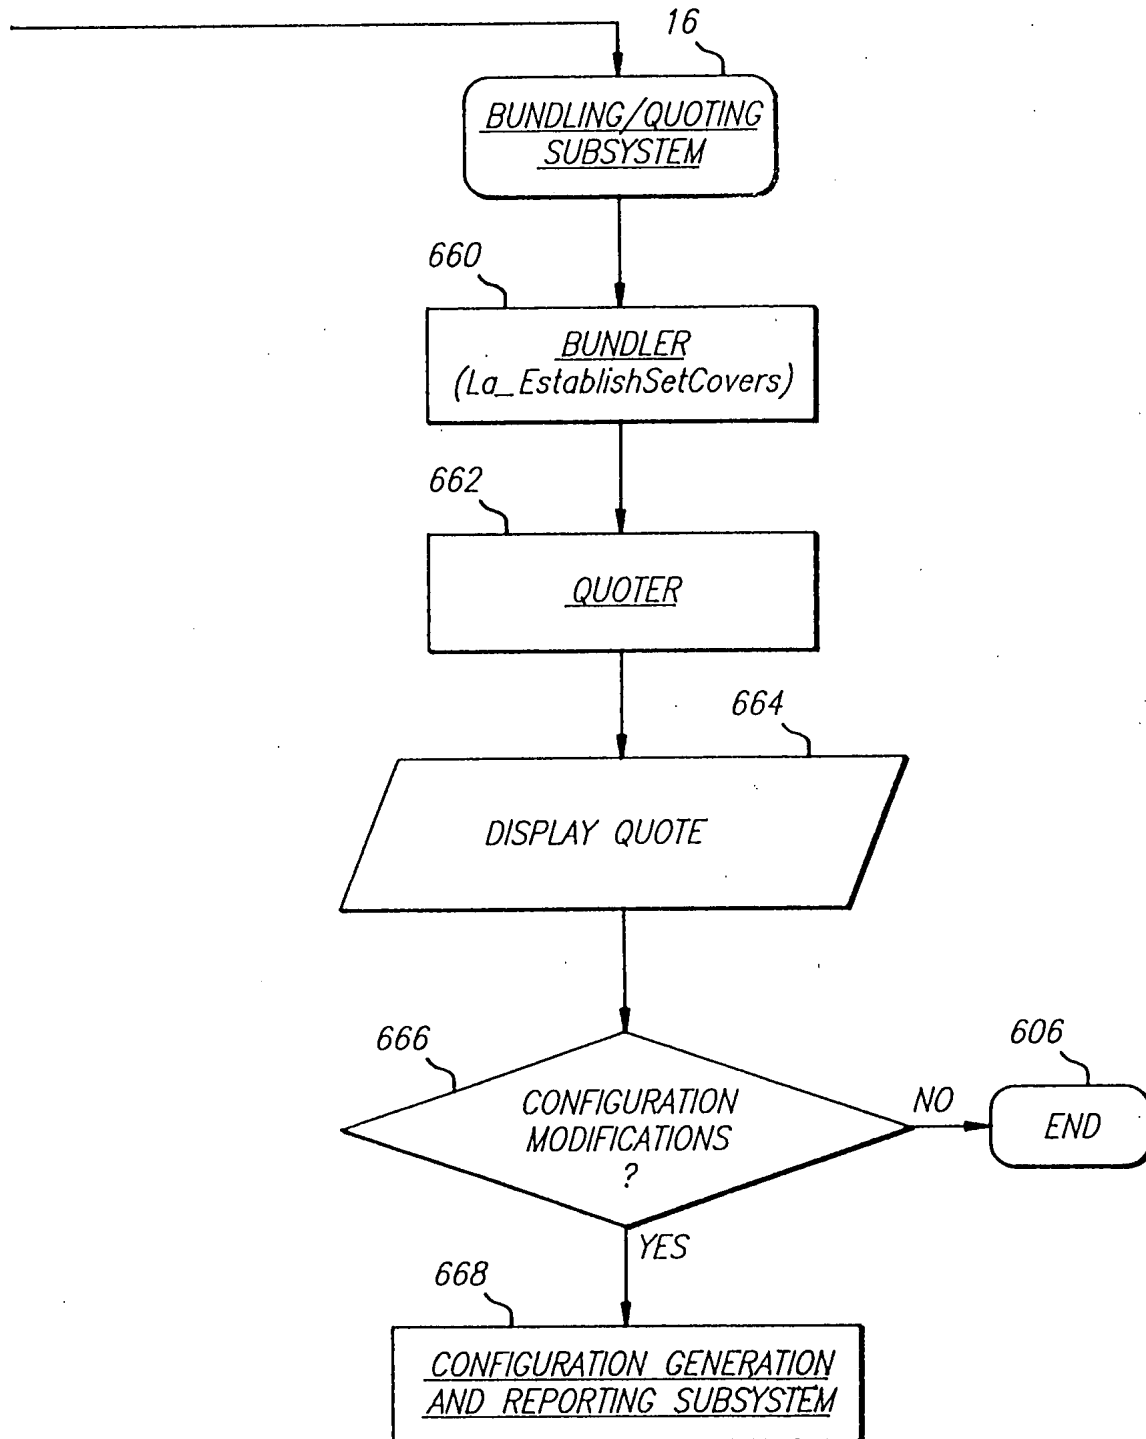 16
BUNDLING/QUOTING
SUBSYSTEM
660
BUNDLER
(La_EstablishSetCovers)
662
QUOTER
664
DISPLAY QUOTE
666
CONFIGURATION
MODIFICATIONS
?
NO
606
END
YES
668
CONFIGURATION GENERATION
AND REPORTING SUBSYSTEM